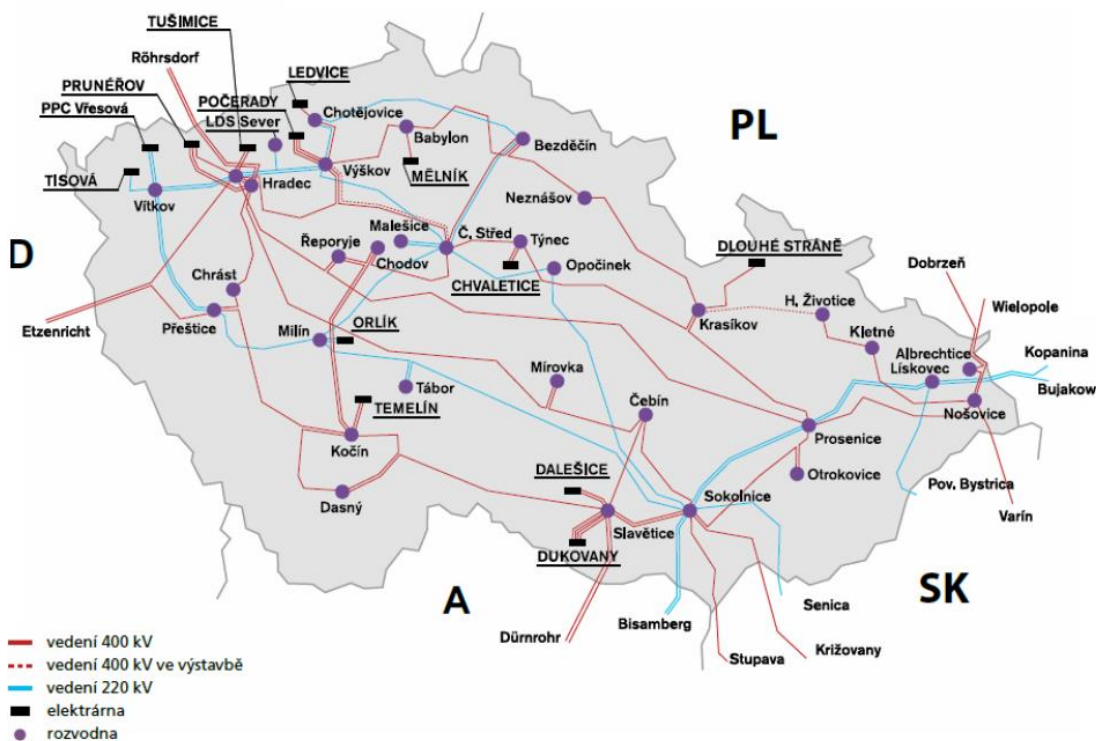 TUŠIMICE
Röhrsdorf
LEDVICE
PRUNÉŘOV
POČERADY
PPC Vřesová
LDS Sever
Chotějovice
Babylon
Bezděčín
PL
TISOVÁ
Výškov
MĚLNÍK
Vítkov
Hradec
Neznášov
Malešice
Č. Střed
Týnec
Řeporyje
Chodov
D
DLOUHÉ STRÁNĚ
Opočinek
Dobrzeň
Chrást
CHVALETICE
Wielopole
Etzenricht
Přeštice
Milín
ORLÍK
Krasíkov
H. Životice
Kletné
Albrechtice
Lískovec
Kopanina
Bujakow
Mírovka
Tábor
TEMELÍN
Čebín
Nošovice
Kočín
Prosenice
DALEŠICE
Otrokovice
Dasný
Sokolnice
Pov. Bystrica
Varín
Slavětice
DUKOVANY
A
SK
Senica
Dürnrohr
Bisamberg
Stupava
Križovany
vedení 400 kV
vedení 400 kV ve výstavbě
vedení 220 kV
elektrárna
rozvodna